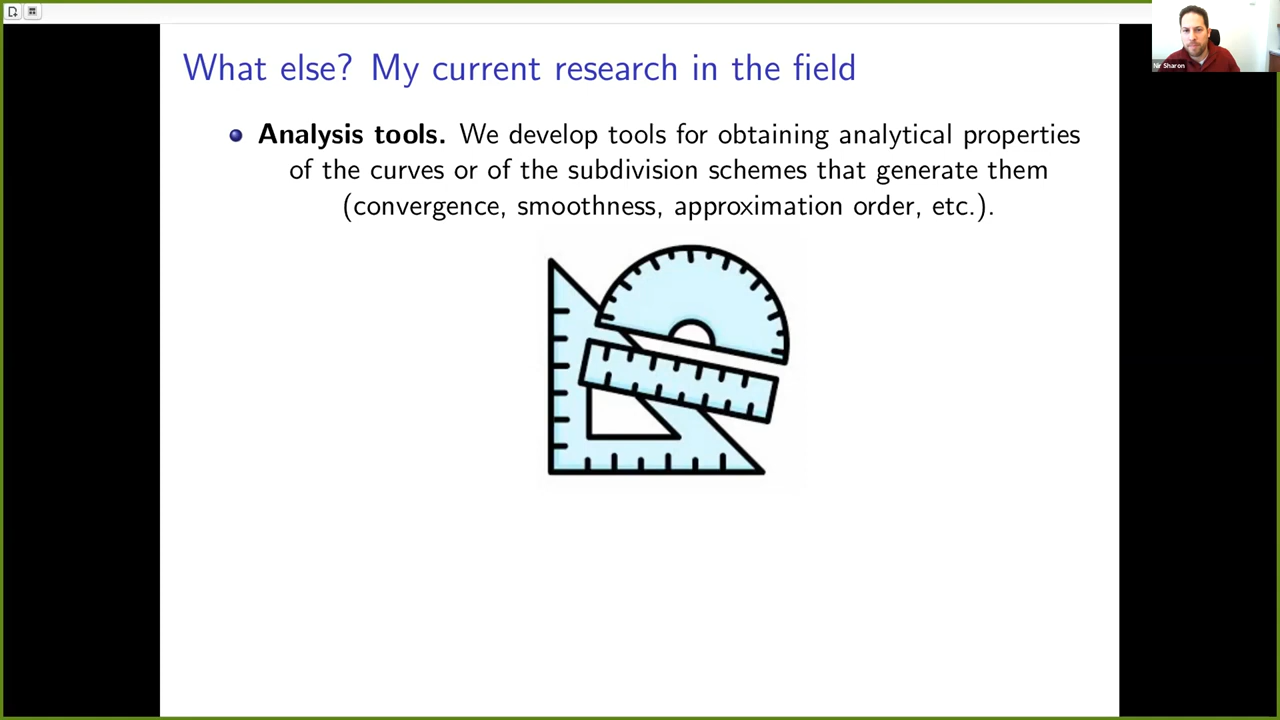 What else? My current research in the field
Analysis tools. We develop tools for obtaining analytical properties
of the curves or of the subdivision schemes that generate them
(convergence, smoothness, approximation order, etc.).
Nir Sharon